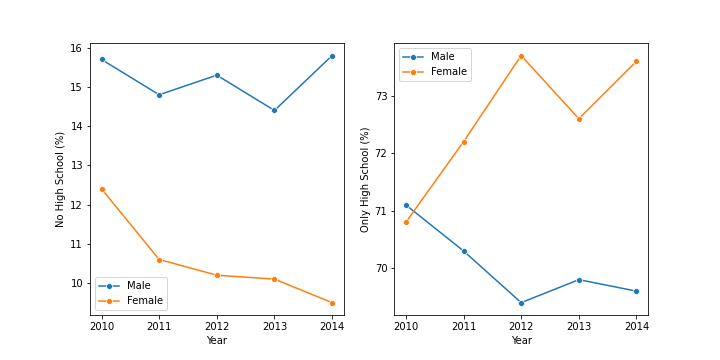 No High School (%)
16
15
14
13
12
11
10
Male
Female
2010 2011 2012 2013 2014
Year
Only High School (%)
73
72
71
70
Male
Female
2010 2011 2012 2013 2014
Year